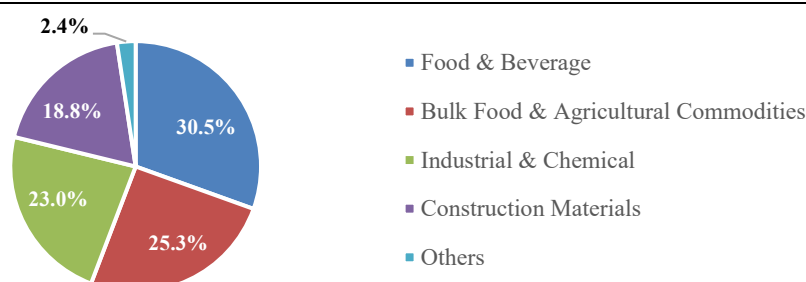 2.4%
Food & Beverage
18.8%
30.5%
Bulk Food & Agricultural Commodities
Industrial & Chemical
23.0%
Construction Materials
25.3%
Others